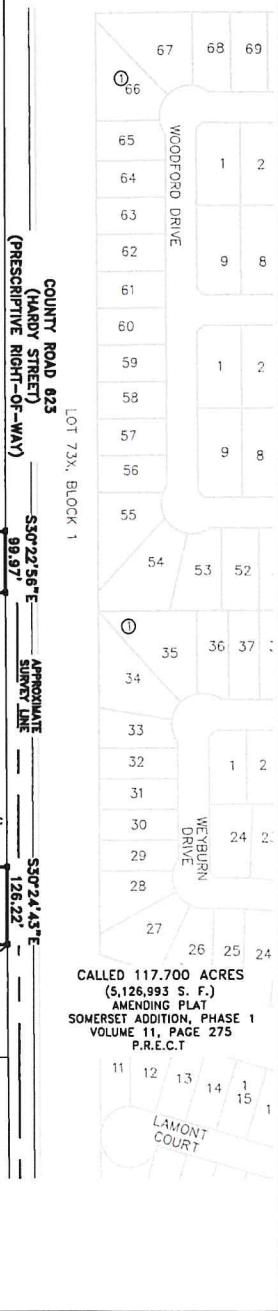 67 68 69
1
66
65
64
63
62
61
60
59
58
57
56
55
54
53 52
WOODFORD DRIVE
1 2
9 8
1 2
9 8
LOT 73X, BLOCK 1
COUNTY ROAD 823
(HARDY STREET)
(PRESCRIPTIVE RIGHT-OF-WAY)
S30°22'56"E
99.97'
APPROXIMATE
SURVEY LINE
S30°24'43"E
126.22'
1
35 36 37
34
33
32
31
30
29
28
27
26 25 24
WEYBURN
DRIVE
1 2
24
CALLED 117.700 ACRES
(5,126,993 S. F.)
AMENDING PLAT
SOMERSET ADDITION, PHASE 1
VOLUME 11, PAGE 275
P.R.E.C.T
11 12 13 14 1
15 1
LAMONT
COURT